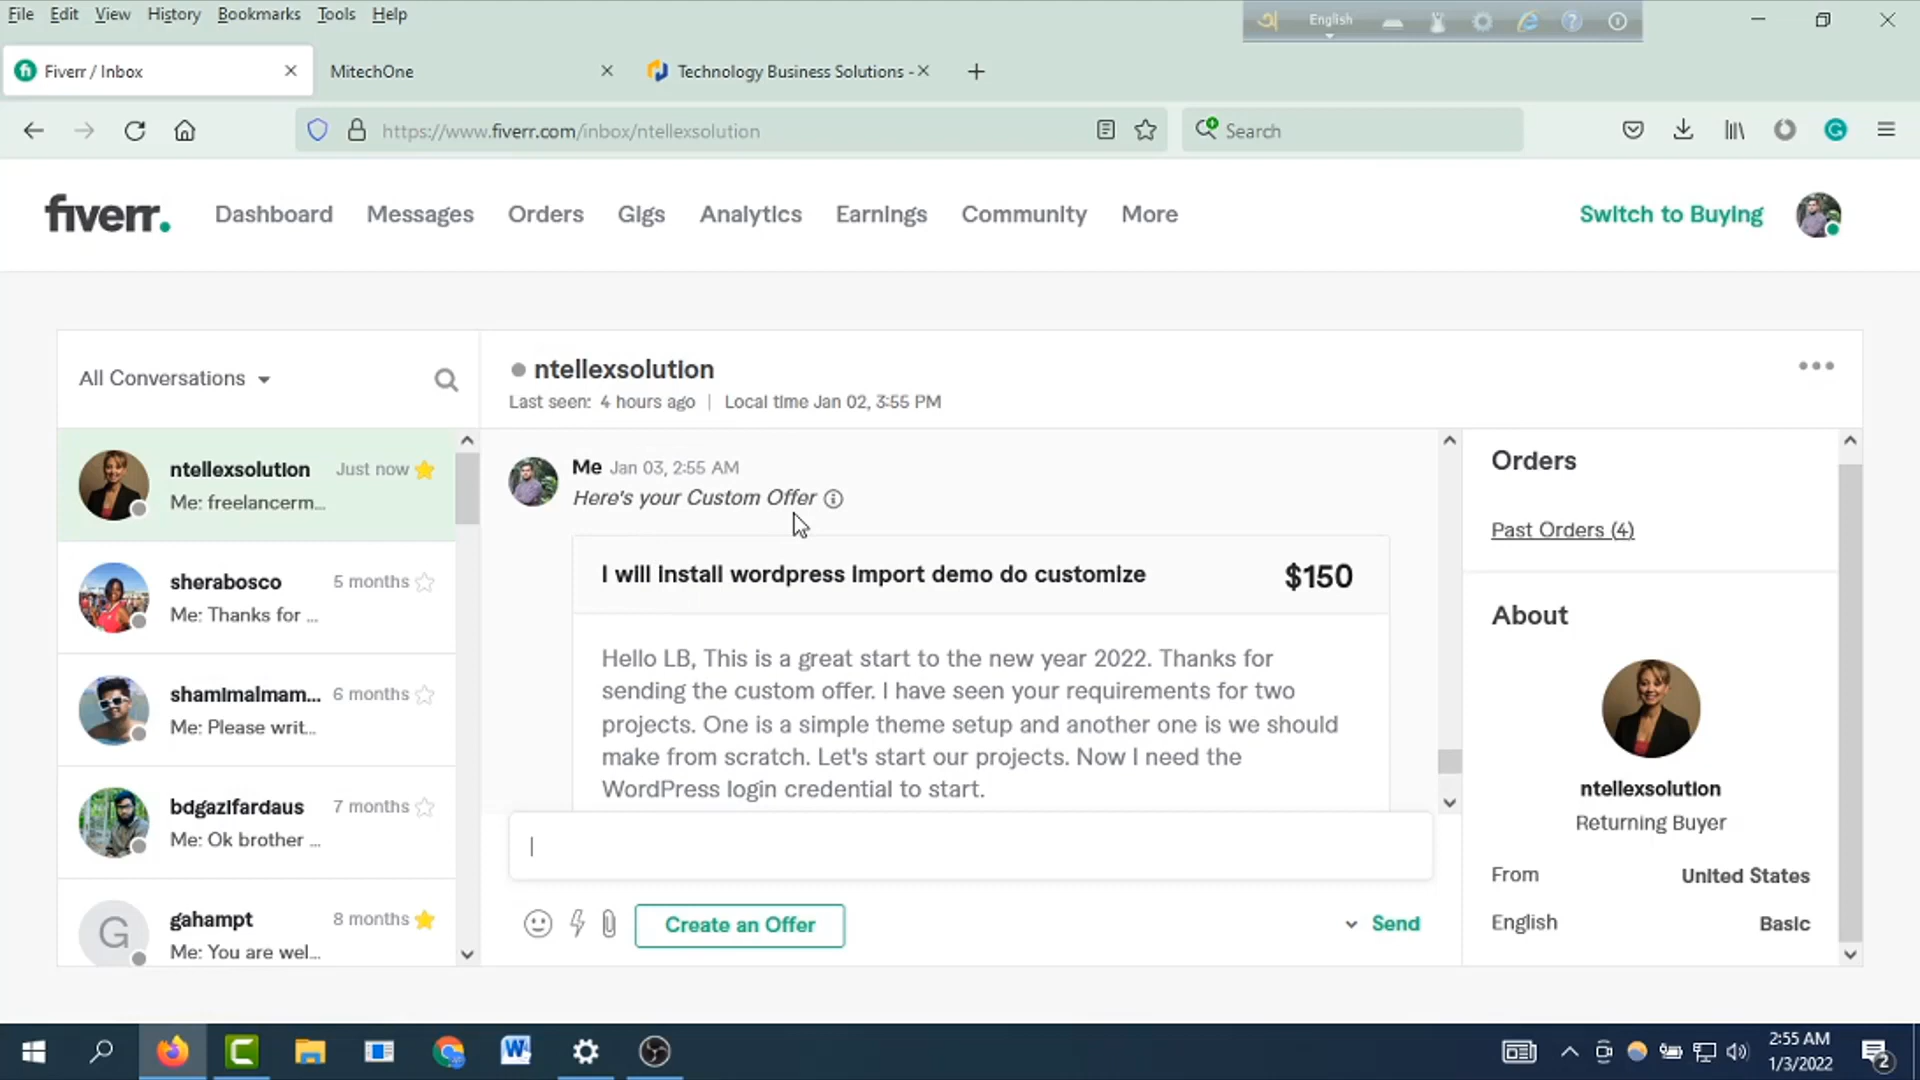 File Edit View History Bookmarks Tools Help
English
Fiverr / Inbox
MitechOne
Technology Business Solutions -
https://www.fiverr.com/inbox/ntellexsolution
Search
fiverr.
Dashboard Messages Orders Gigs Analytics Earnings Community More
Switch to Buying
All Conversations
ntellexsolution
Last seen: 4 hours ago | Local time Jan 02, 3:55 PM
ntellexsolution Just now
Me: freelancerm...
sherabosco 5 months
Me: Thanks for ...
shamimalmam... 6 months
Me: Please writ...
bdgazifardaus 7 months
Me: Ok brother ...
G
gahampt 8 months
Me: You are wel...
Me Jan 03, 2:55 AM
Here's your Custom Offer
I will install wordpress import demo do customize
$150
Hello LB, This is a great start to the new year 2022. Thanks for
sending the custom offer. I have seen your requirements for two
projects. One is a simple theme setup and another one is we should
make from scratch. Let's start our projects. Now I need the
WordPress login credential to start.
Create an Offer
Send
Orders
Past Orders (4)
About
ntellexsolution
Returning Buyer
From United States
English Basic
2:55 AM
1/3/2022
2